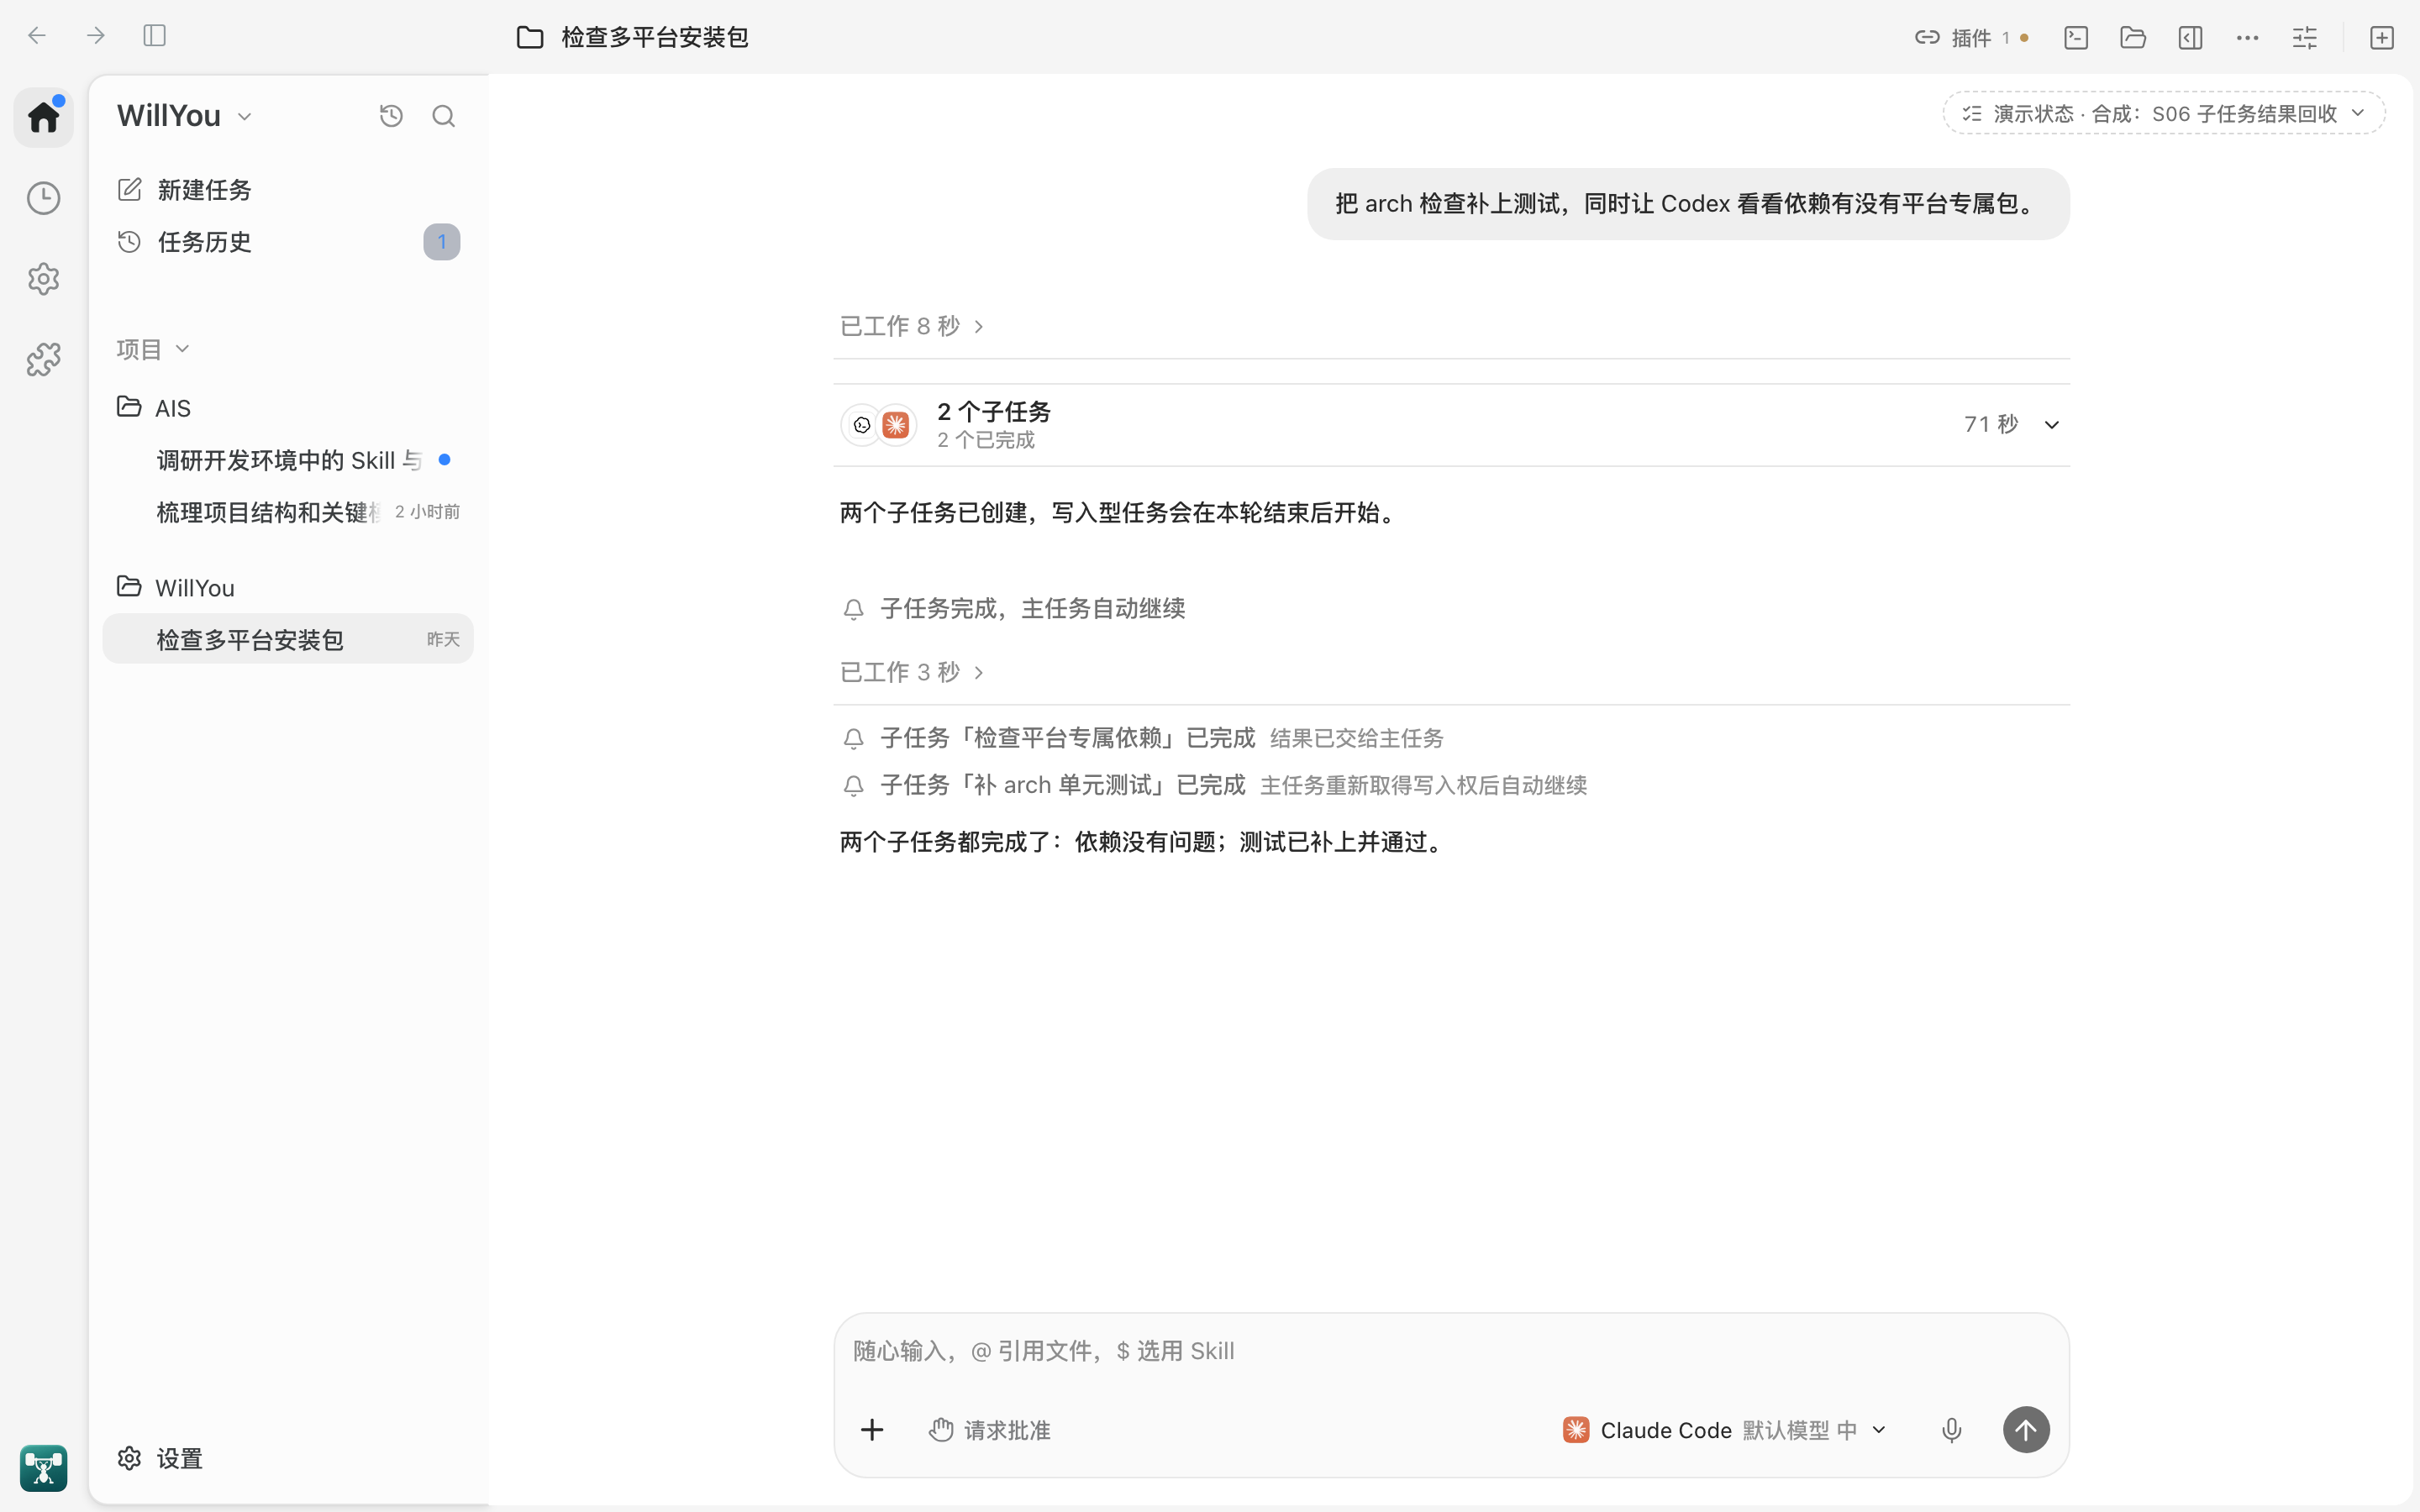 检查多平台安装包
插件 1
WillYou
演示状态 · 合成：S06 子任务结果回收
新建任务
任务历史 1
项目
AIS
调研开发环境中的 Skill 与
梳理项目结构和关键 2 小时前
WillYou
检查多平台安装包 昨天
设置
把 arch 检查补上测试，同时让 Codex 看看依赖有没有平台专属包。
已工作 8 秒
2 个子任务
2 个已完成
71 秒
两个子任务已创建，写入型任务会在本轮结束后开始。
子任务完成，主任务自动继续
已工作 3 秒
子任务「检查平台专属依赖」已完成 结果已交给主任务
子任务「补 arch 单元测试」已完成 主任务重新取得写入权后自动继续
两个子任务都完成了：依赖没有问题；测试已补上并通过。
随心输入，@ 引用文件，$ 选用 Skill
请求批准
Claude Code 默认模型 中